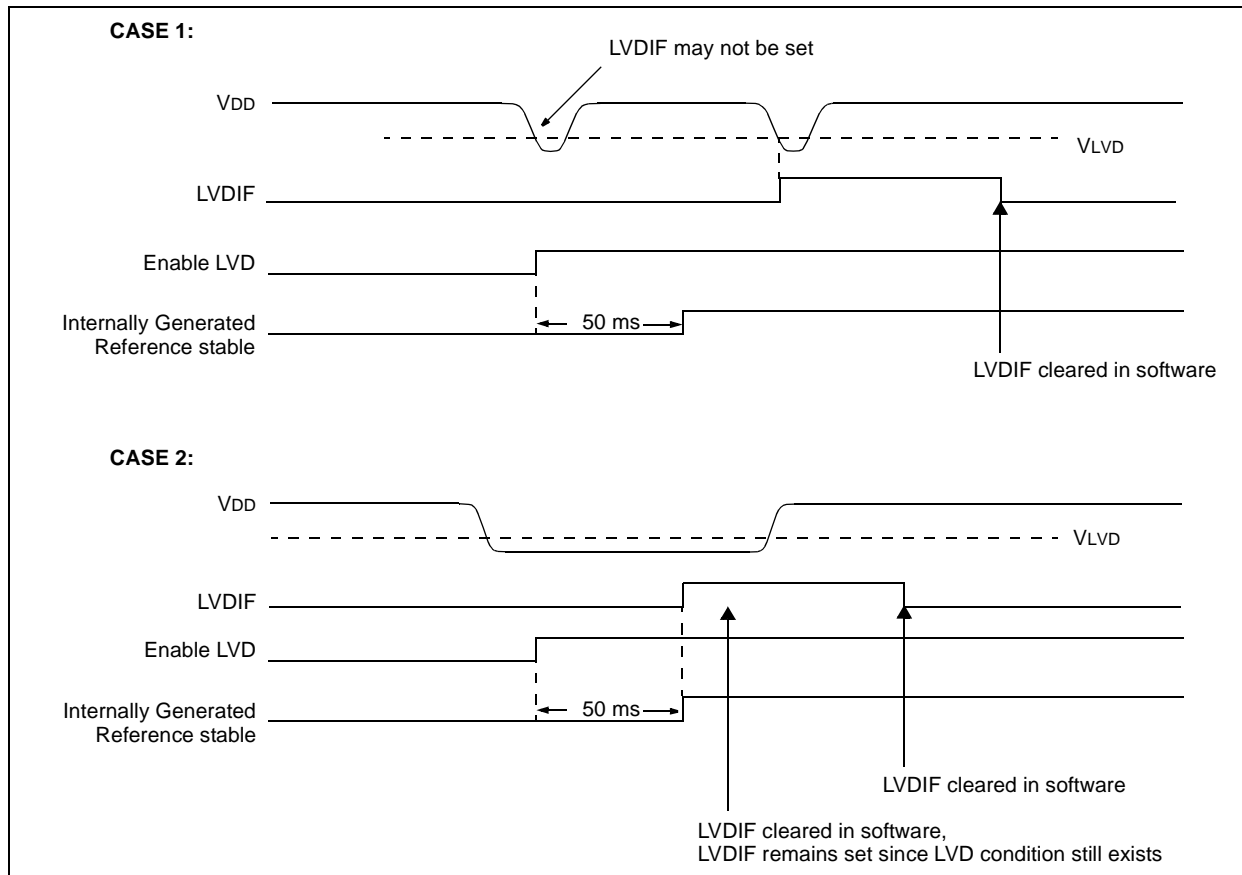 CASE 1:
LVDIF may not be set
VDD
VLVD
LVDIF
Enable LVD
50 ms
Internally Generated
Reference stable
LVDIF cleared in software
CASE 2:
VDD
VLVD
LVDIF
Enable LVD
50 ms
Internally Generated
Reference stable
LVDIF cleared in software
LVDIF cleared in software,
LVDIF remains set since LVD condition still exists